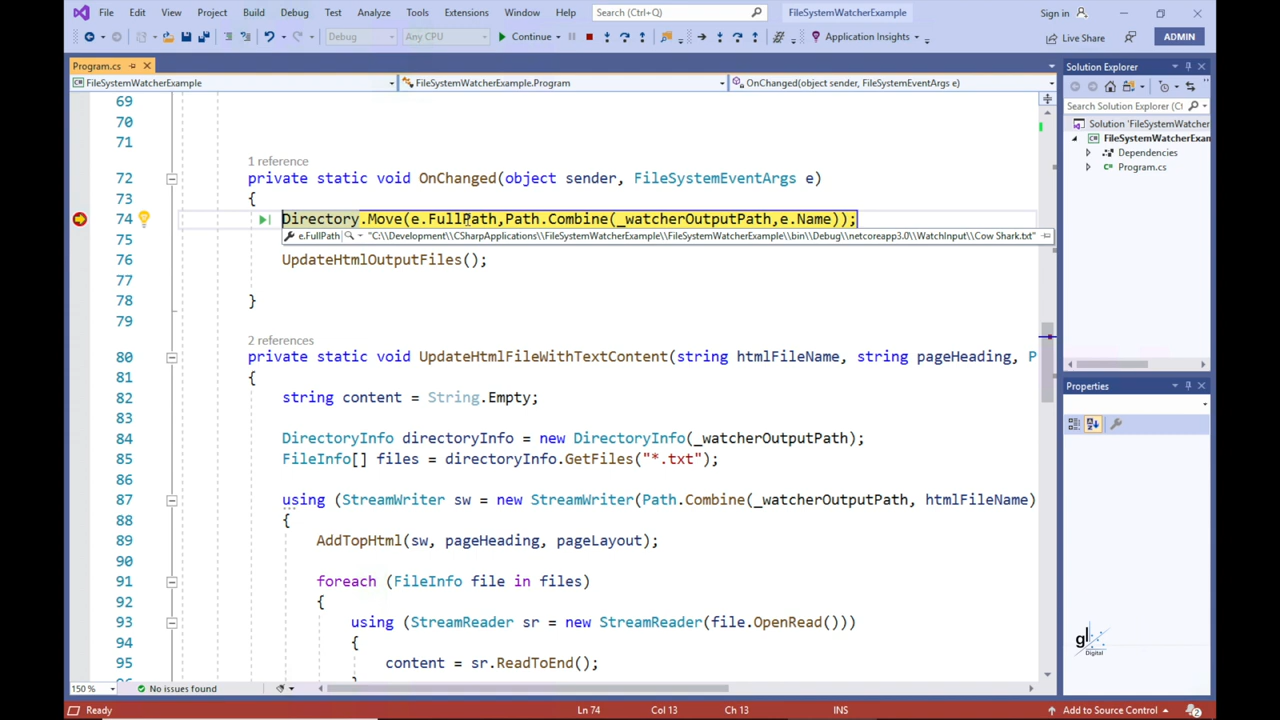 File Edit View Project Build Debug Test Analyze Tools Extensions Window Help Search (Ctrl+Q) FileSystemWatcherExample Sign in
Debug Any CPU Continue Application Insights Live Share ADMIN
Program.cs
FileSystemWatcherExample FileSystemWatcherExample.Program OnChanged(object sender, FileSystemEventArgs e)
69
70
71
1 reference
72 private static void OnChanged(object sender, FileSystemEventArgs e)
73 {
74 Directory.Move(e.FullPath,Path.Combine(_watcherOutputPath,e.Name));
e.FullPath "C:\\Development\\CSharpApplications\\FileSystemWatcherExample\\FileSystemWatcherExample\\bin\\Debug\\netcoreapp3.0\\WatchInput\\Cow Shark.txt"
75
76 UpdateHtmlOutputFiles();
77
78 }
79
2 references
80 private static void UpdateHtmlFileWithTextContent(string htmlFileName, string pageHeading, P
81 {
82 string content = String.Empty;
83
84 DirectoryInfo directoryInfo = new DirectoryInfo(_watcherOutputPath);
85 FileInfo[] files = directoryInfo.GetFiles("*.txt");
86
87 using (StreamWriter sw = new StreamWriter(Path.Combine(_watcherOutputPath, htmlFileName)
88 {
89 AddTopHtml(sw, pageHeading, pageLayout);
90
91 foreach (FileInfo file in files)
92 {
93 using (StreamReader sr = new StreamReader(file.OpenRead()))
94 {
95 content = sr.ReadToEnd();
96 }
150 % No issues found
Ready Ln 74 Col 13 Ch 13 INS Add to Source Control 2
Solution Explorer
Search Solution Explorer (Ctrl+
Solution 'FileSystemWatcher
FileSystemWatcherExam
Dependencies
Program.cs
Properties
gl
Digital